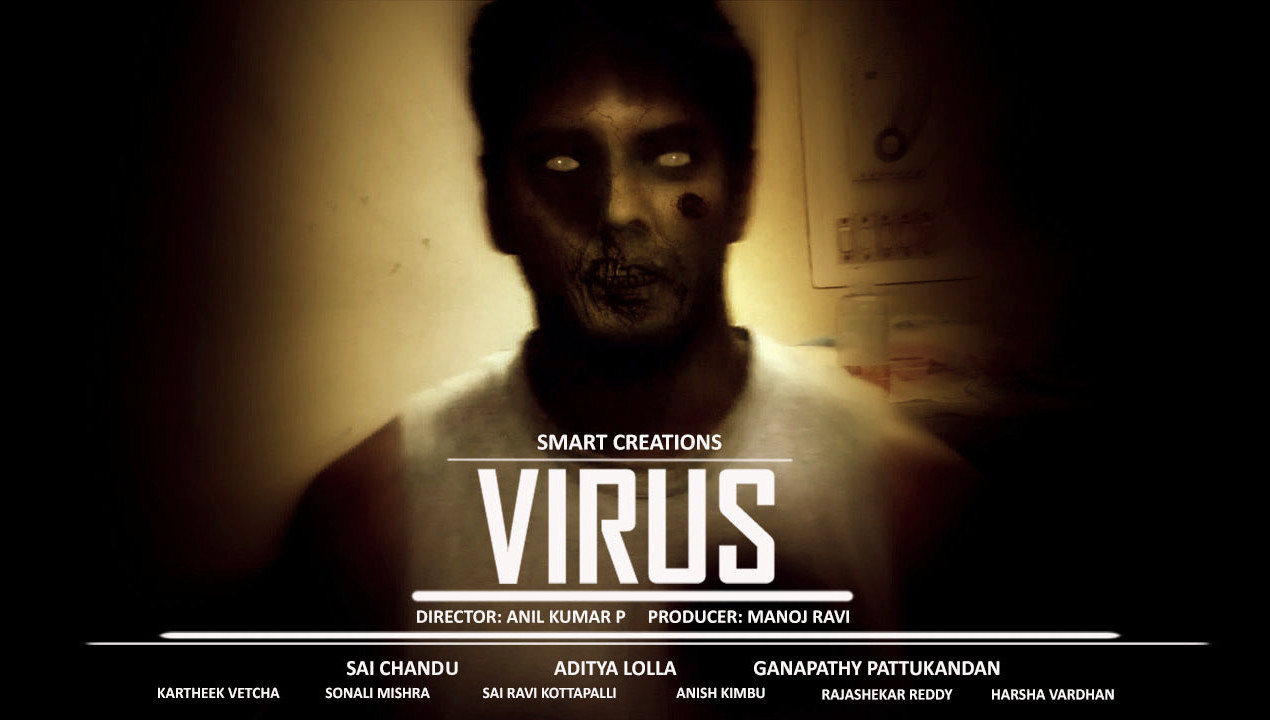 SMART CREATIONS
VIRUS
DIRECTOR: ANIL KUMAR P PRODUCER: MANOJ RAVI
SAI CHANDU ADITYA LOLLA GANAPATHY PATTUKANDAN
KARTHEEK VETCHA SONALI MISHRA SAI RAVI KOTTAPALLI ANISH KIMBU RAJASHEKAR REDDY HARSHA VARDHAN